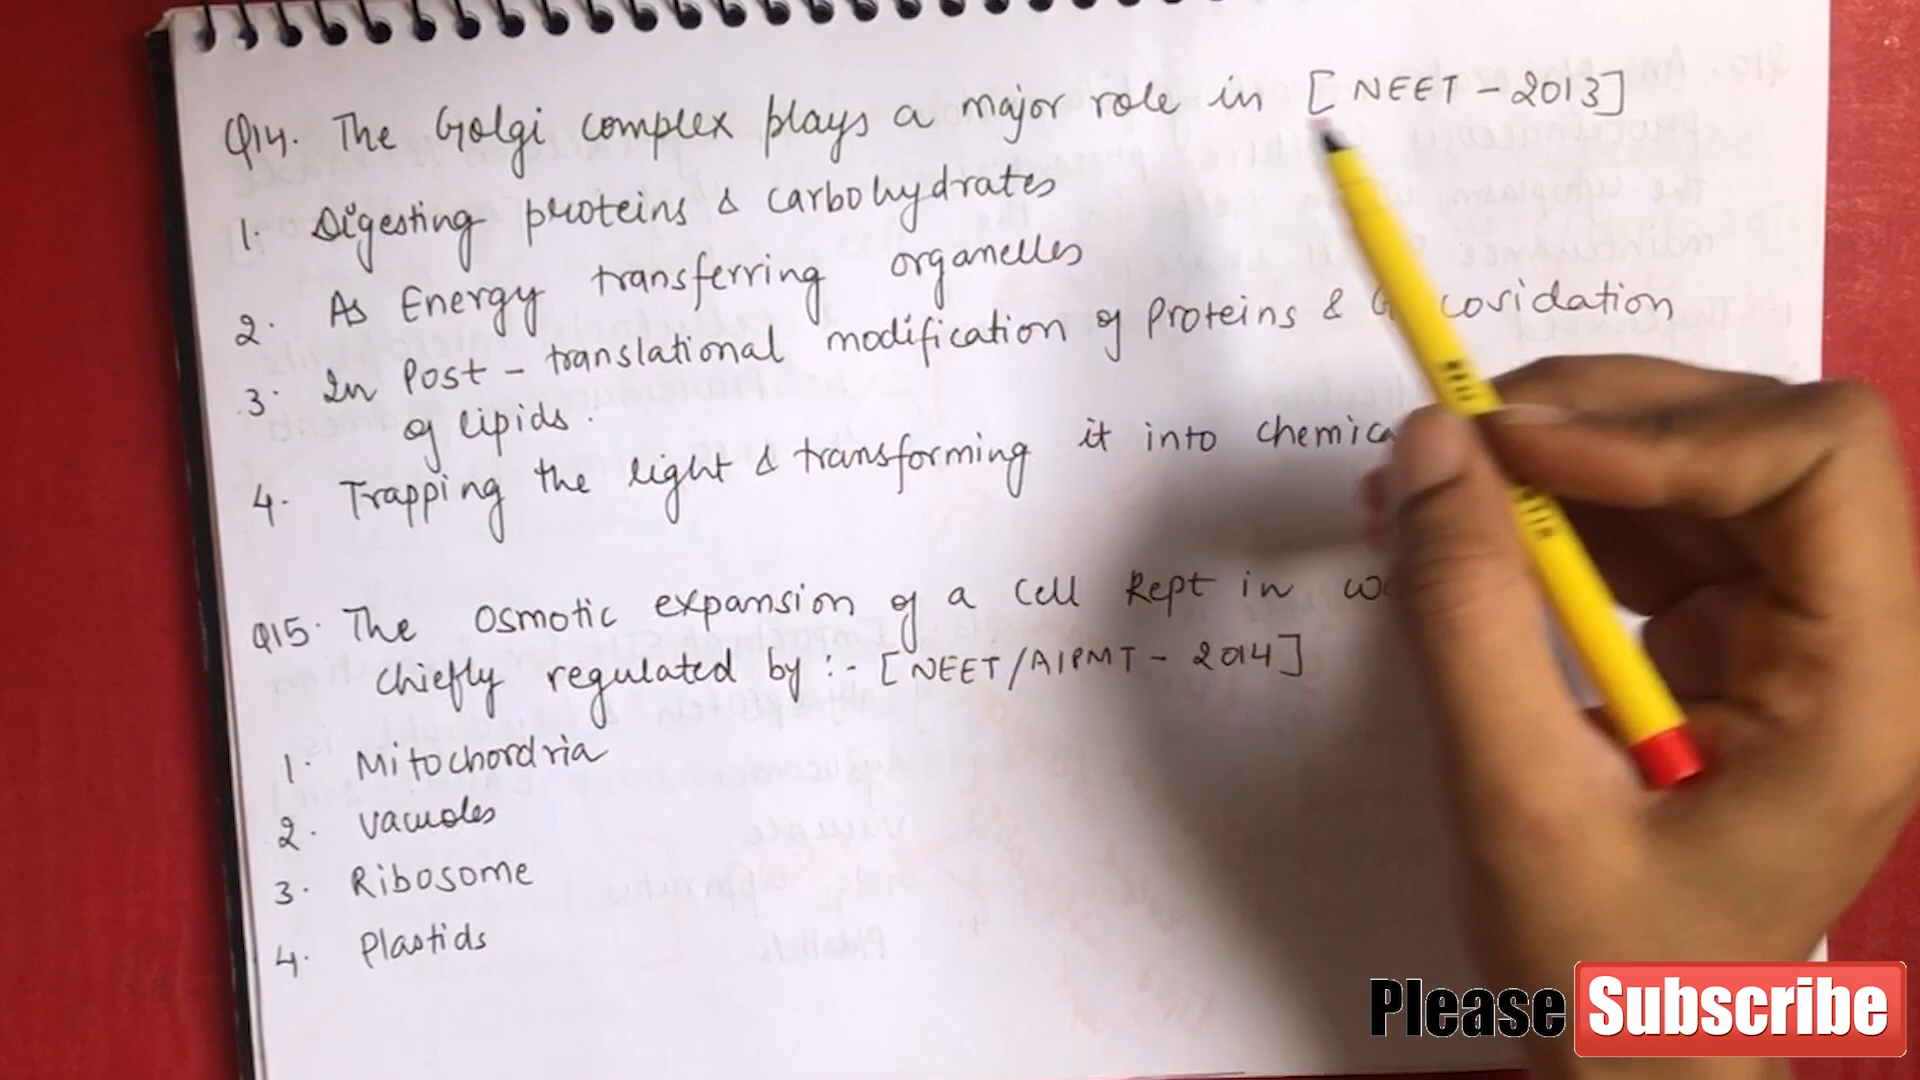 Q14. The Golgi complex plays a major role in [NEET - 2013]
1. Digesting proteins & carbohydrates
2. As Energy transferring organelles
3. In Post - translational modification of Proteins & cosidation
of lipids.
4. Trapping the light & transforming it into
Q15. The Osmotic expansion of a Cell Kept in
chiefly regulated by :- [NEET/AIPMT - 2014]
1. Mitochordria
2. Vacuoles
3. Ribosome
4. Plastids
Please Subscribe